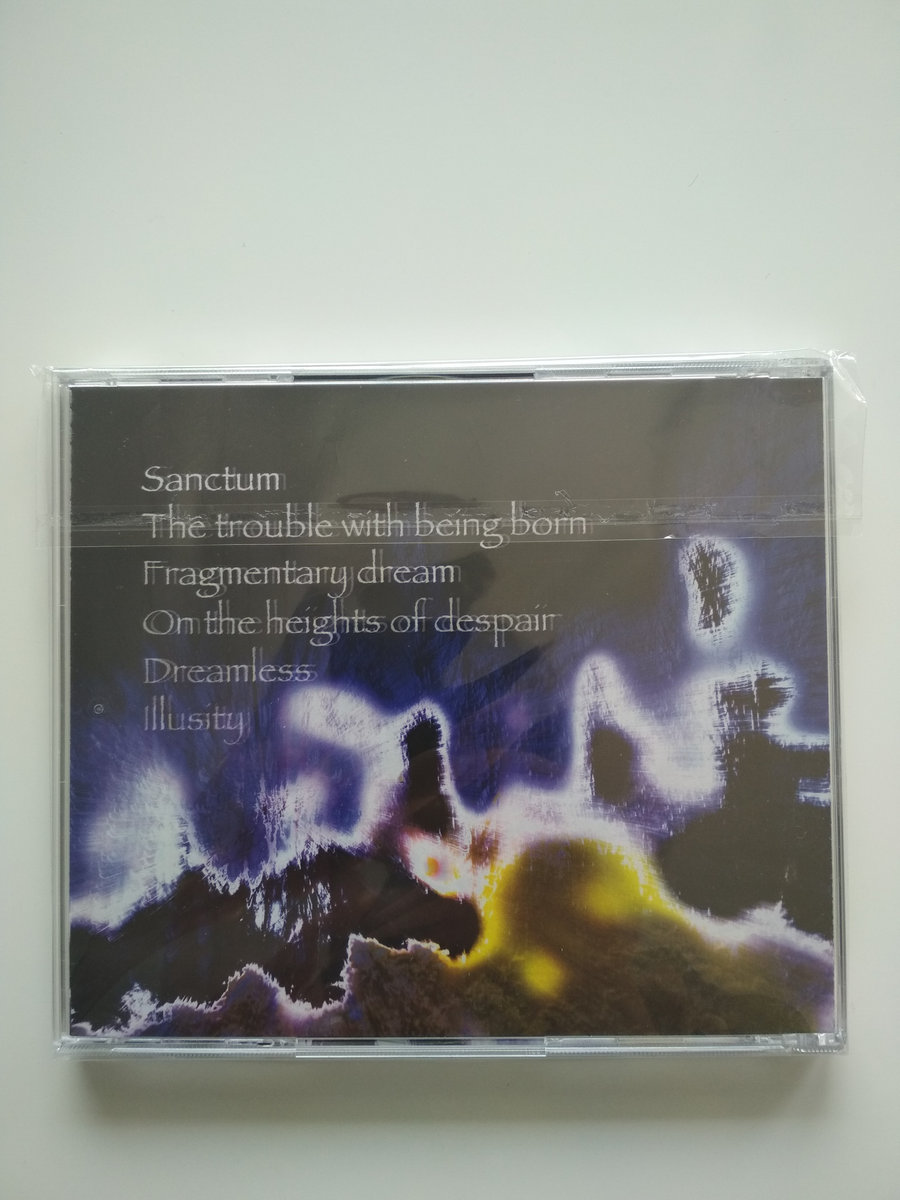 Sanctum
The trouble with being born
Fragmentary dream
On the heights of despair
Dreamless
Illusity